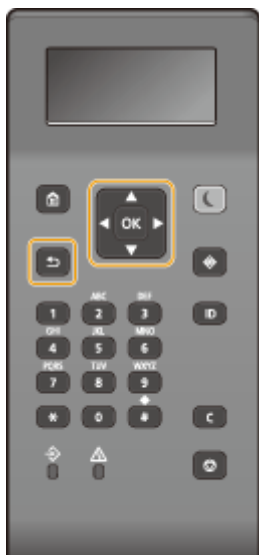 OK
ABC DEF
1 2 3 ID
GHI JKL MNO
4 5 6
PQRS TUV WXYZ
7 8 9
* 0 # C